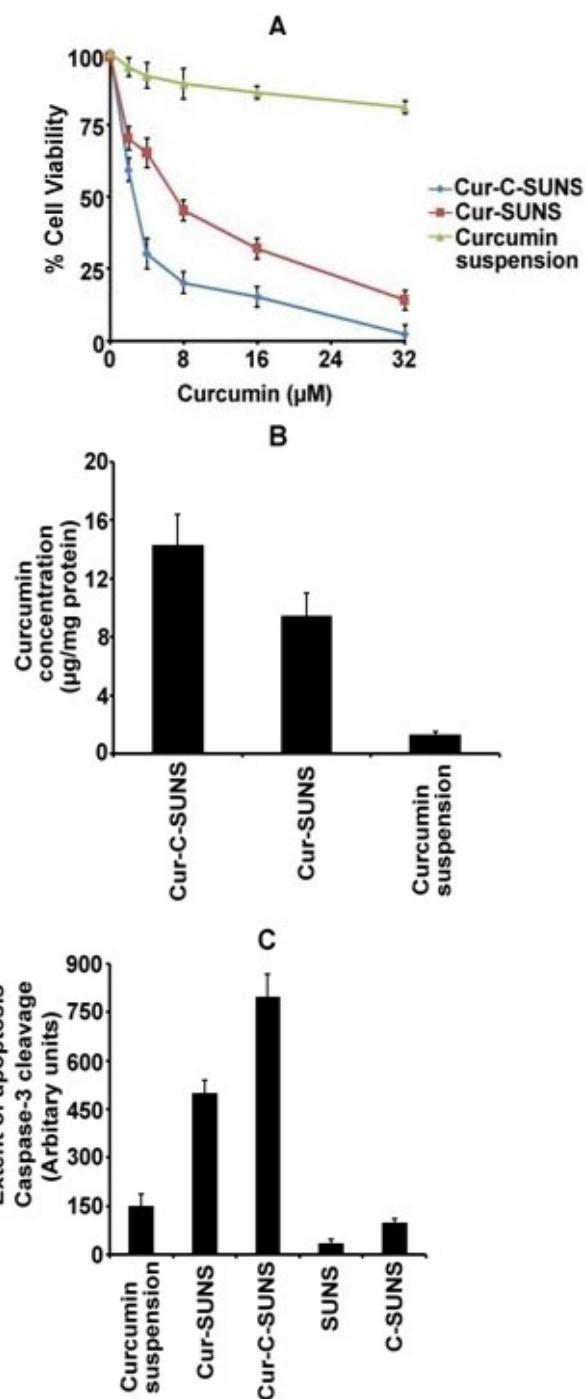 A
100
75
50
25
0
% Cell Viability
0 8 16 24 32
Curcumin (µM)
Cur-C-SUNS
Cur-SUNS
Curcumin
suspension
B
20
16
12
8
4
0
Curcumin
concentration
(µg/mg protein)
Cur-C-SUNS
Cur-SUNS
Curcumin
suspension
C
900
750
600
450
300
150
0
Extent of apoptosis
Caspase-3 cleavage
(Arbitary units)
Curcumin
suspension
Cur-SUNS
Cur-C-SUNS
SUNS
C-SUNS